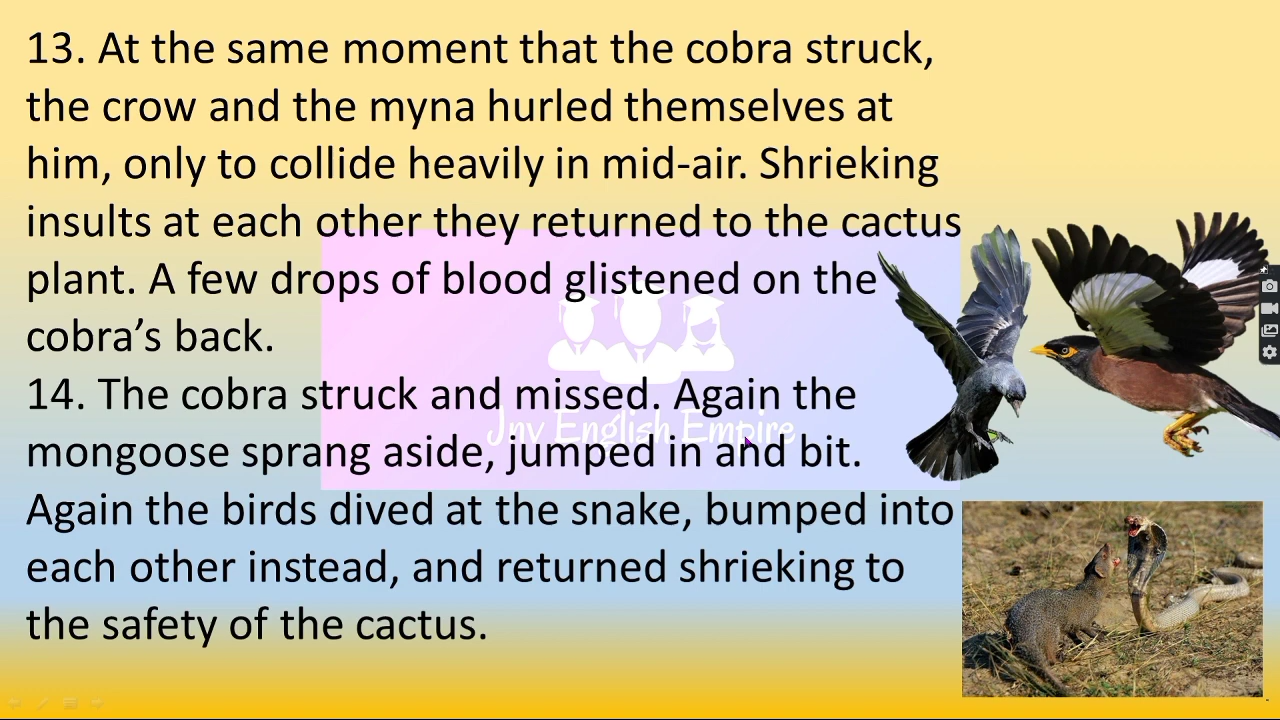 13. At the same moment that the cobra struck,
the crow and the myna hurled themselves at
him, only to collide heavily in mid-air. Shrieking
insults at each other they returned to the cactus
plant. A few drops of blood glistened on the
cobra’s back.
14. The cobra struck and missed. Again the
mongoose sprang aside, jumped in and bit.
Again the birds dived at the snake, bumped into
each other instead, and returned shrieking to
the safety of the cactus.
Jnv English Empire